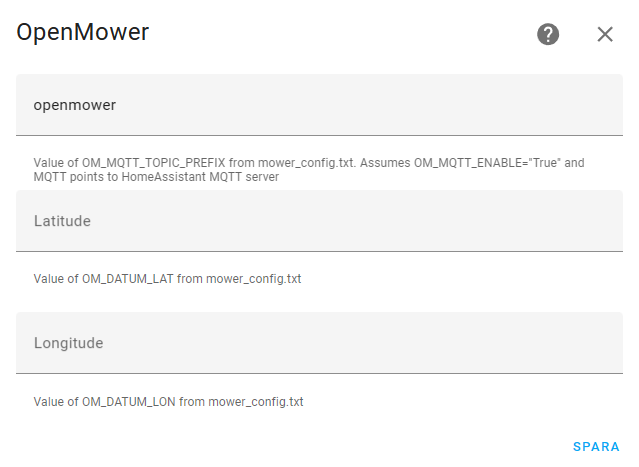 OpenMower
openmower
Value of OM_MQTT_TOPIC_PREFIX from mower_config.txt. Assumes OM_MQTT_ENABLE="True" and
MQTT points to HomeAssistant MQTT server
Latitude
Value of OM_DATUM_LAT from mower_config.txt
Longitude
Value of OM_DATUM_LON from mower_config.txt
SPARA